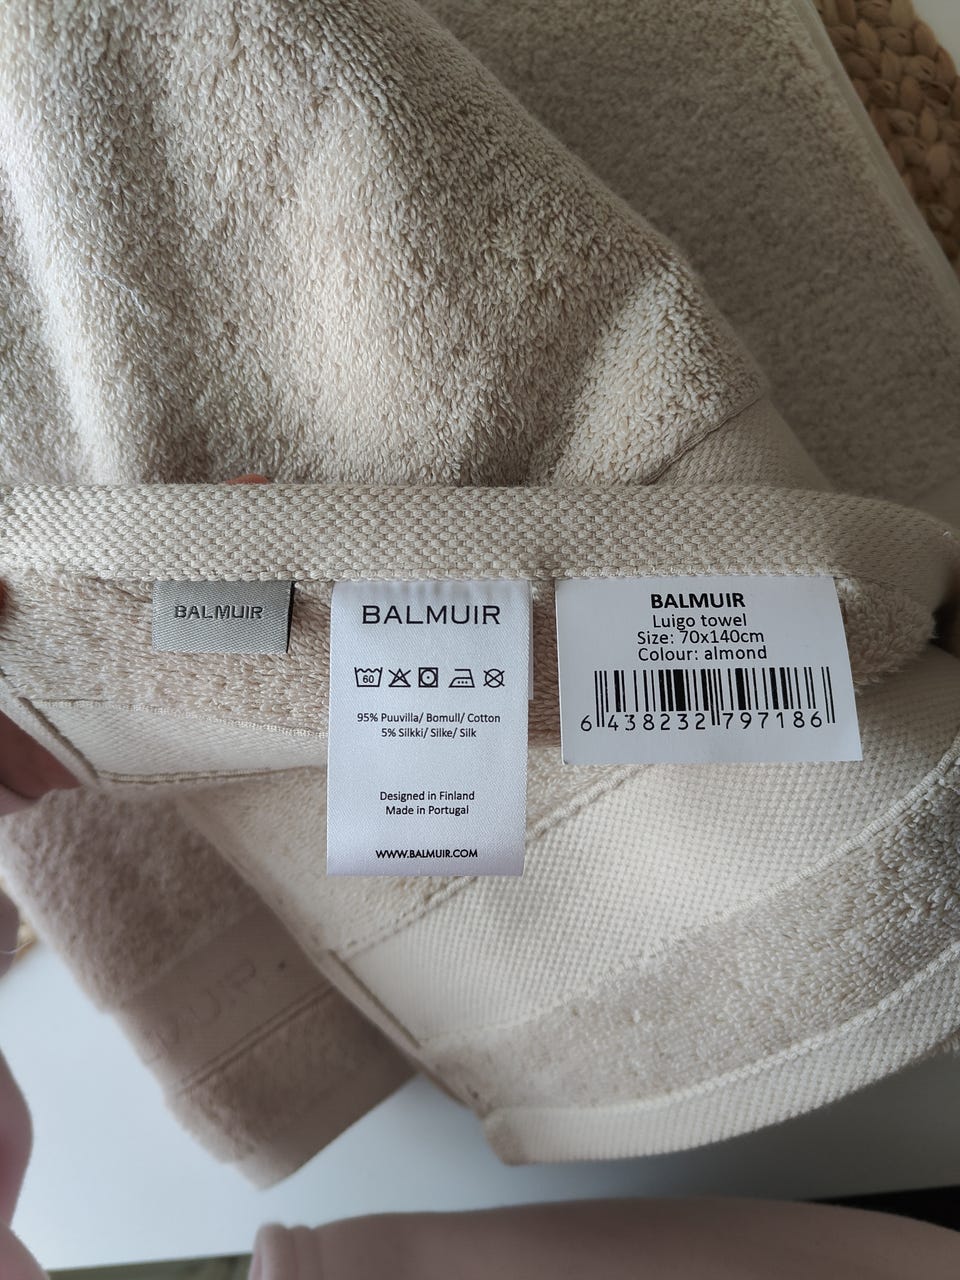 BALMUIR
BALMUIR
60
95% Puuvilla/ Bomull/ Cotton
5% Silkki/ Silke/ Silk
Designed in Finland
Made in Portugal
WWW.BALMUIR.COM
BALMUIR
Luigo towel
Size: 70x140cm
Colour: almond
6 438232 797186